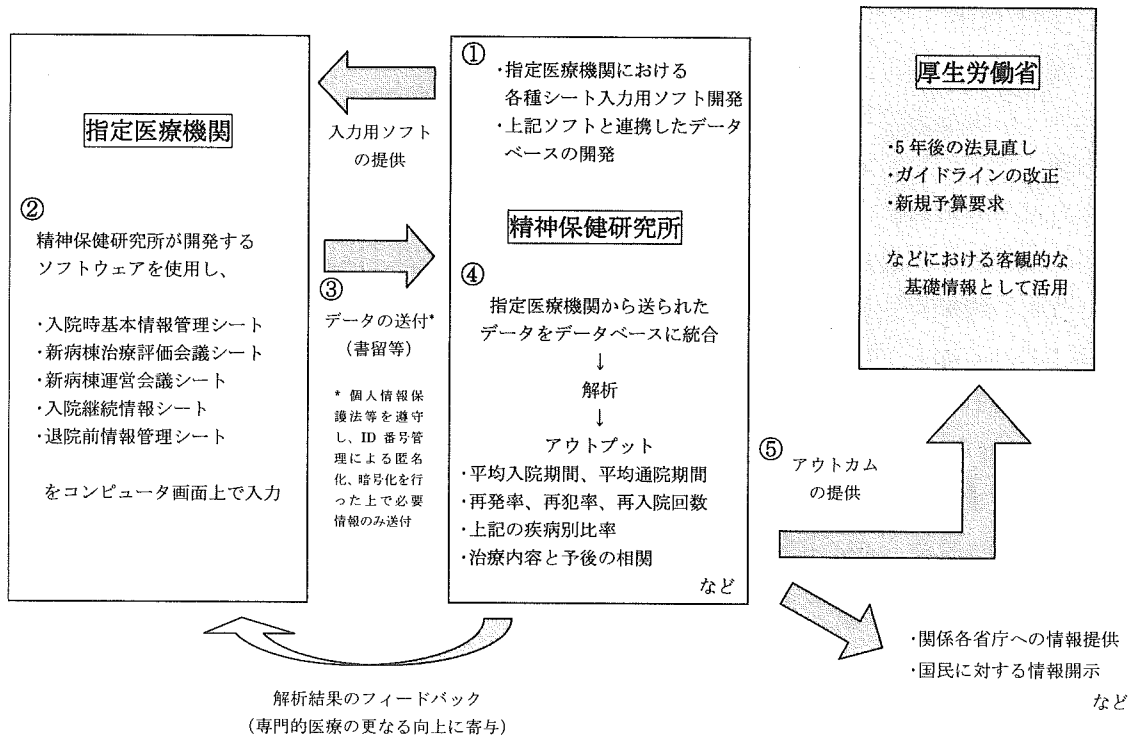 指定医療機関
②
精神保健研究所が開発する
ソフトウェアを使用し、
・入院時基本情報管理シート
・新病棟治療評価会議シート
・新病棟運営会議シート
・入院継続情報シート
・退院前情報管理シート
をコンピュータ画面上で入力
入力用ソフト
の提供
③
データの送付*
（書留等）
* 個人情報保
護法等を遵守
し、ID 番号管
理による匿名
化、暗号化を行
った上で必要
情報のみ送付
①
・指定医療機関における
各種シート入力用ソフト開発
・上記ソフトと連携したデータ
ベースの開発
精神保健研究所
④
指定医療機関から送られた
データをデータベースに統合
↓
解析
↓
アウトプット
・平均入院期間、平均通院期間
・再発率、再犯率、再入院回数
・上記の疾病別比率
・治療内容と予後の相関
など
厚生労働省
・5 年後の法見直し
・ガイドラインの改正
・新規予算要求
などにおける客観的な
基礎情報として活用
⑤
アウトカム
の提供
・関係各省庁への情報提供
・国民に対する情報開示
など
解析結果のフィードバック
（専門的医療の更なる向上に寄与）